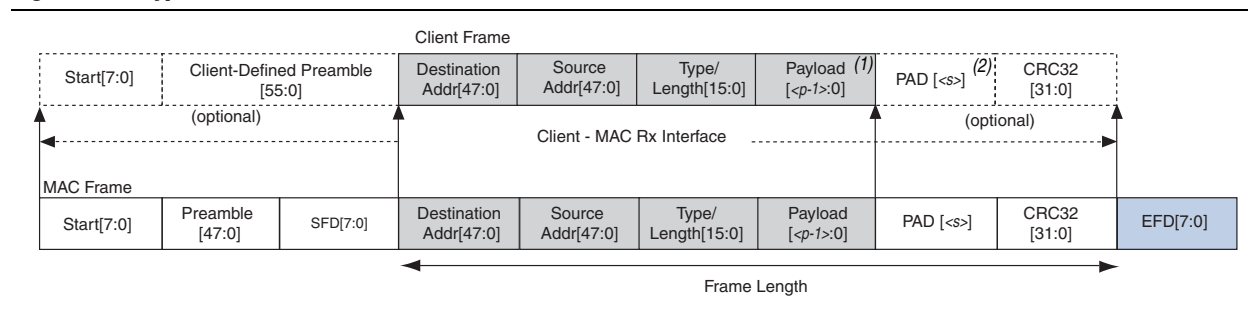 Client Frame
Start[7:0]
Client-Defined Preamble
[55:0]
Destination
Addr[47:0]
Source
Addr[47:0]
Type/
Length[15:0]
Payload (1)
[<p-1>:0]
PAD [<s>] (2)
CRC32
[31:0]
(optional)
(optional)
Client - MAC Rx Interface
MAC Frame
Start[7:0]
Preamble
[47:0]
SFD[7:0]
Destination
Addr[47:0]
Source
Addr[47:0]
Type/
Length[15:0]
Payload
[<p-1>:0]
PAD [<s>]
CRC32
[31:0]
EFD[7:0]
Frame Length